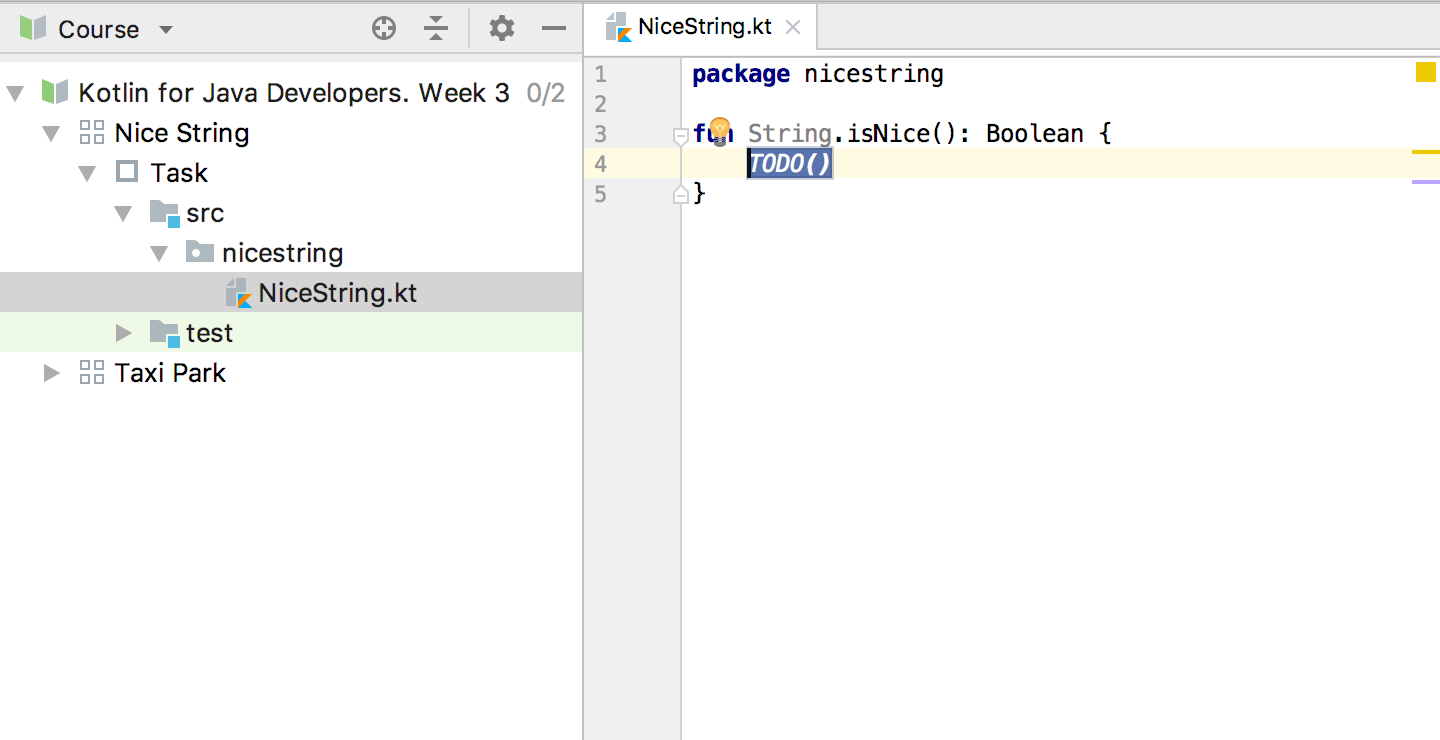 Course
Kotlin for Java Developers. Week 3 0/2
Nice String
Task
src
nicestring
NiceString.kt
test
Taxi Park
NiceString.kt
1 package nicestring
2
3 fun String.isNice(): Boolean {
4 TODO()
5 }